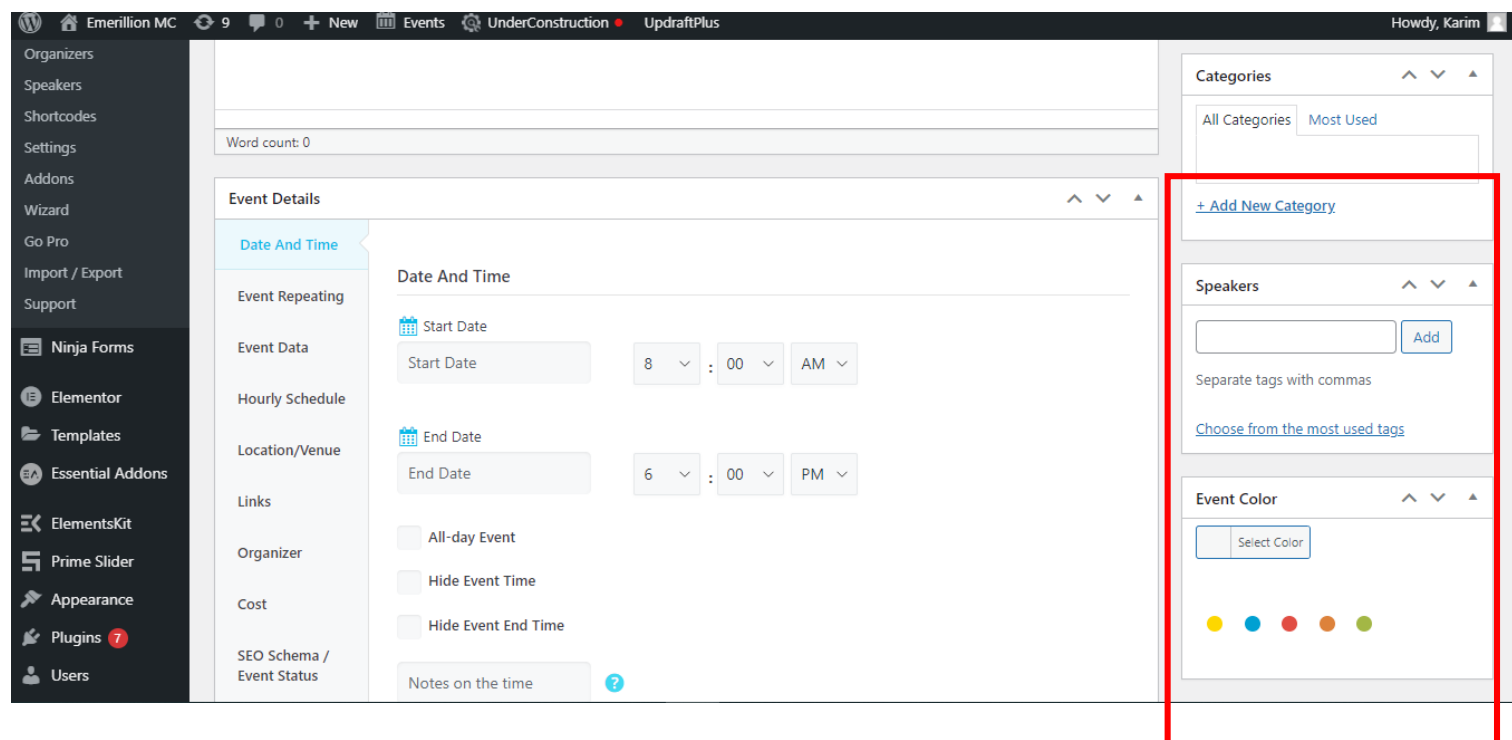 Emerillion MC 9 0 + New Events UnderConstruction UpdraftPlus Howdy, Karim
Organizers
Speakers
Shortcodes
Settings
Addons
Wizard
Go Pro
Import / Export
Support
Ninja Forms
Elementor
Templates
Essential Addons
ElementsKit
Prime Slider
Appearance
Plugins 7
Users
Word count: 0
Event Details
Date And Time
Event Repeating
Event Data
Hourly Schedule
Location/Venue
Links
Organizer
Cost
SEO Schema /
Event Status
Date And Time
Start Date
Start Date 8 : 00 AM
End Date
End Date 6 : 00 PM
All-day Event
Hide Event Time
Hide Event End Time
Notes on the time ?
Categories
All Categories Most Used
+ Add New Category
Speakers
Add
Separate tags with commas
Choose from the most used tags
Event Color
Select Color